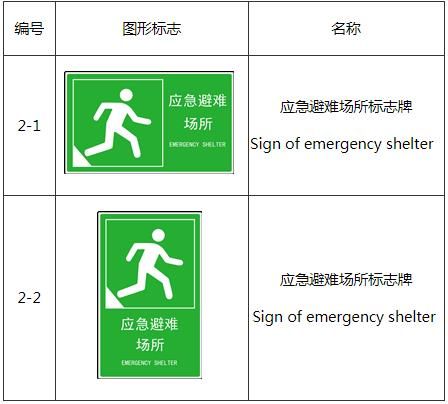 编号 图形标志 名称
2-1
应急避难
场所
EMERGENCY SHELTER
应急避难场所标志牌
Sign of emergency shelter
2-2
应急避难
场所
EMERGENCY SHELTER
应急避难场所标志牌
Sign of emergency shelter